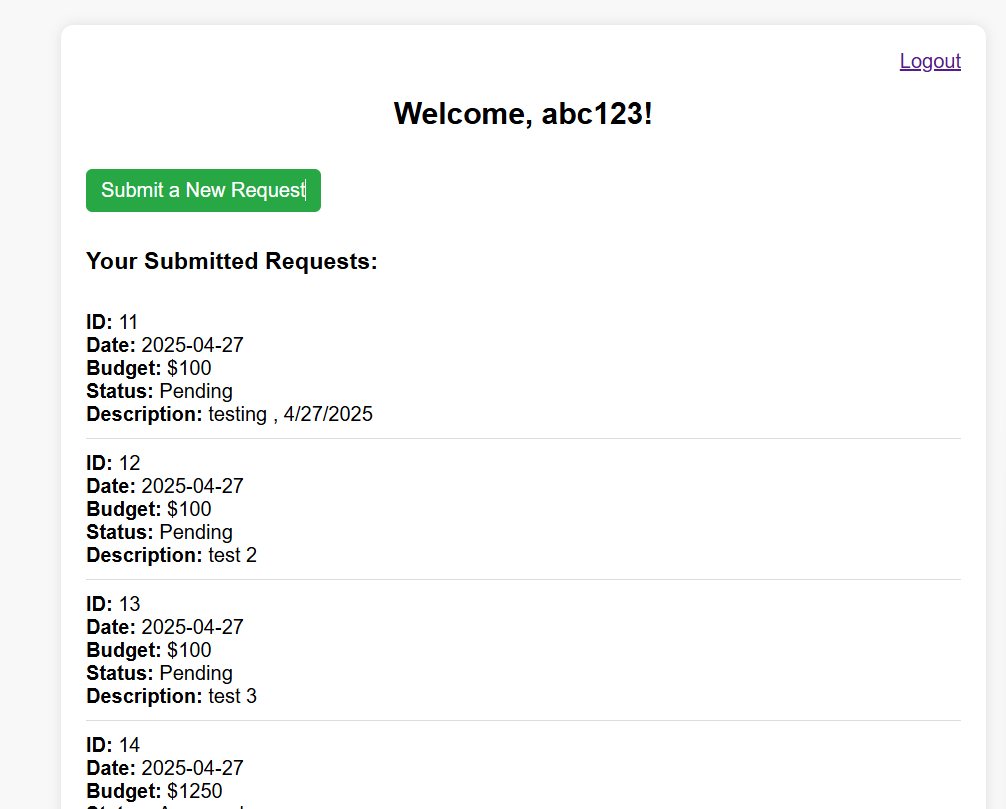 Logout
Welcome, abc123!
Submit a New Request
Your Submitted Requests:
ID: 11
Date: 2025-04-27
Budget: $100
Status: Pending
Description: testing , 4/27/2025
ID: 12
Date: 2025-04-27
Budget: $100
Status: Pending
Description: test 2
ID: 13
Date: 2025-04-27
Budget: $100
Status: Pending
Description: test 3
ID: 14
Date: 2025-04-27
Budget: $1250